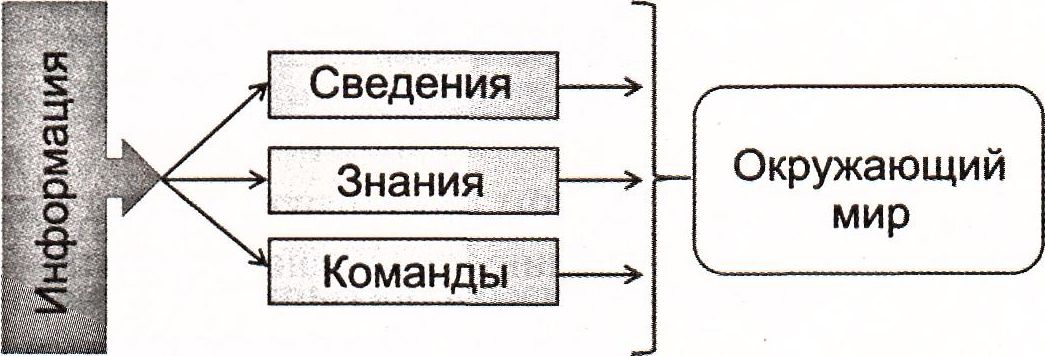 Информация
Сведения
Знания
Команды
Окружающий
мир